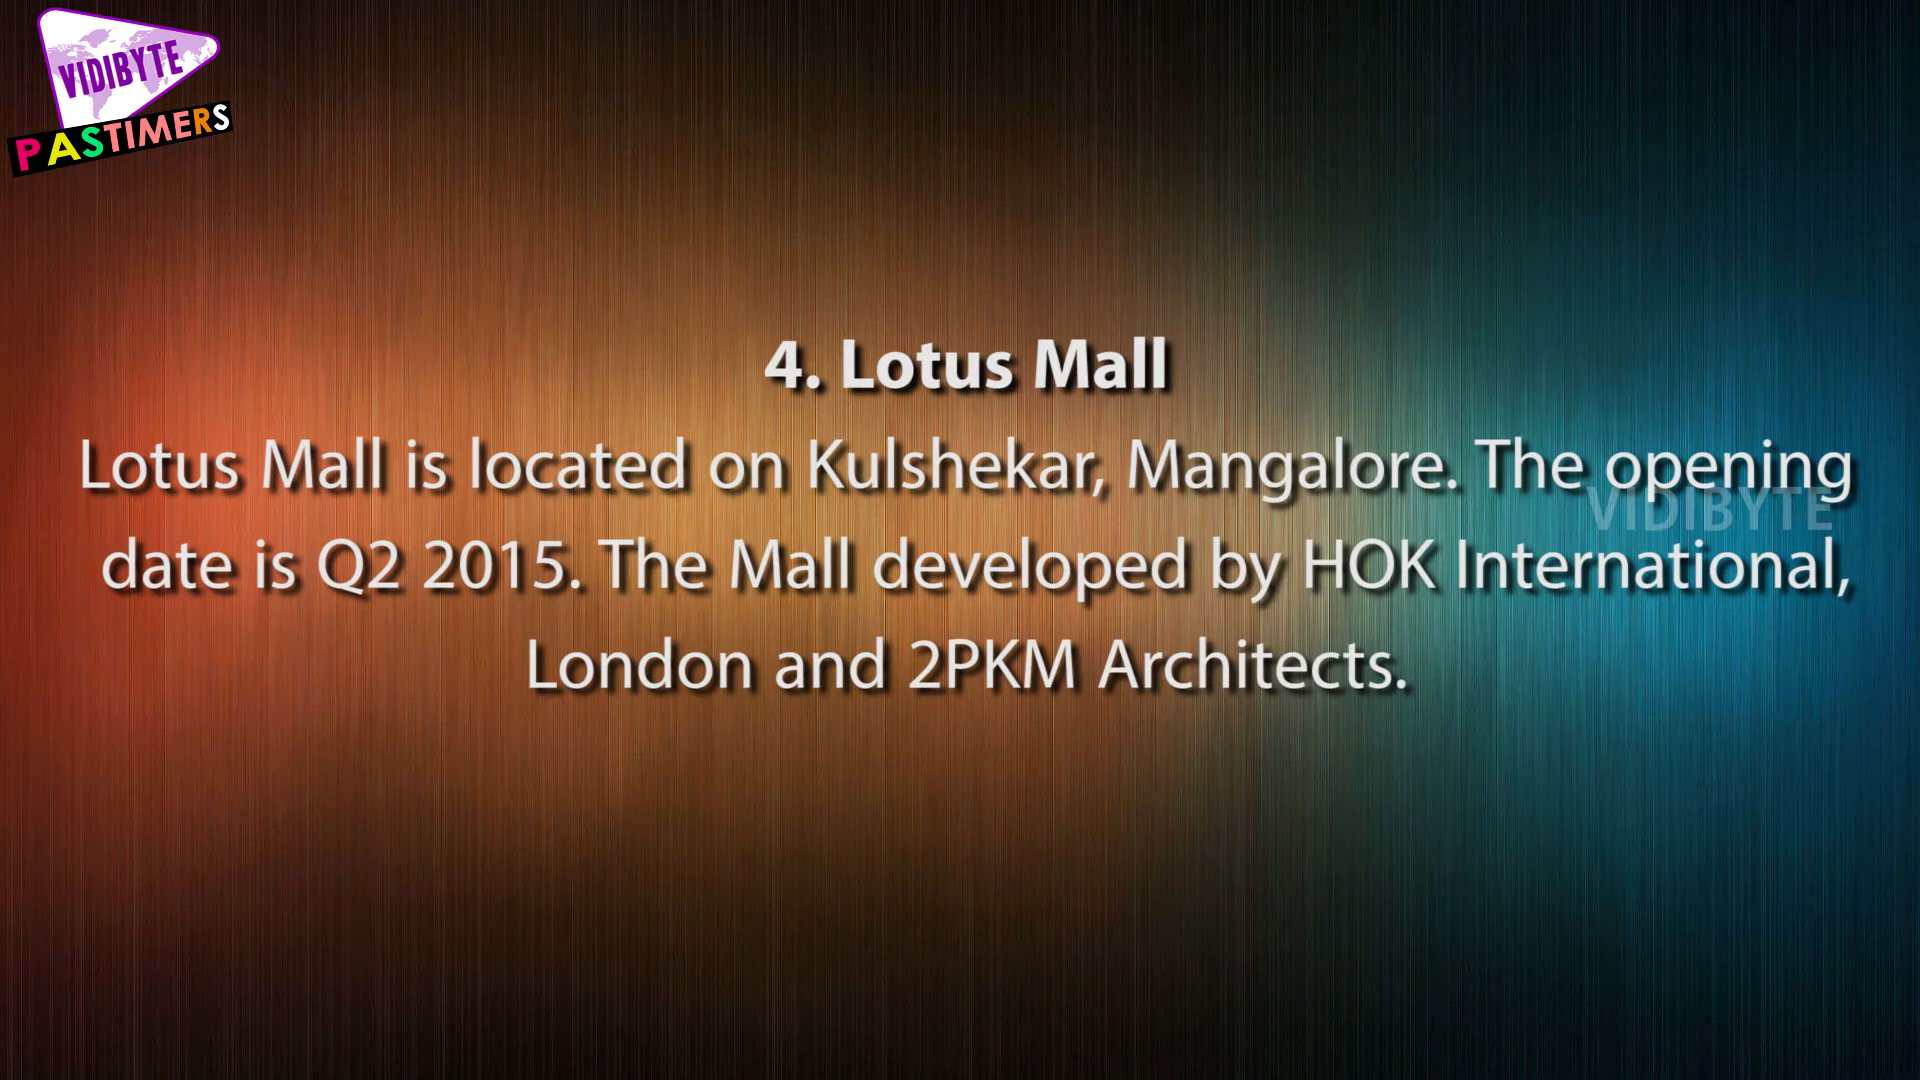 VIDIBYTE
PASTIMERS
4. Lotus Mall
Lotus Mall is located on Kulshekar, Mangalore. The opening
VIDIBYTE
date is Q2 2015. The Mall developed by HOK International,
London and 2PKM Architects.